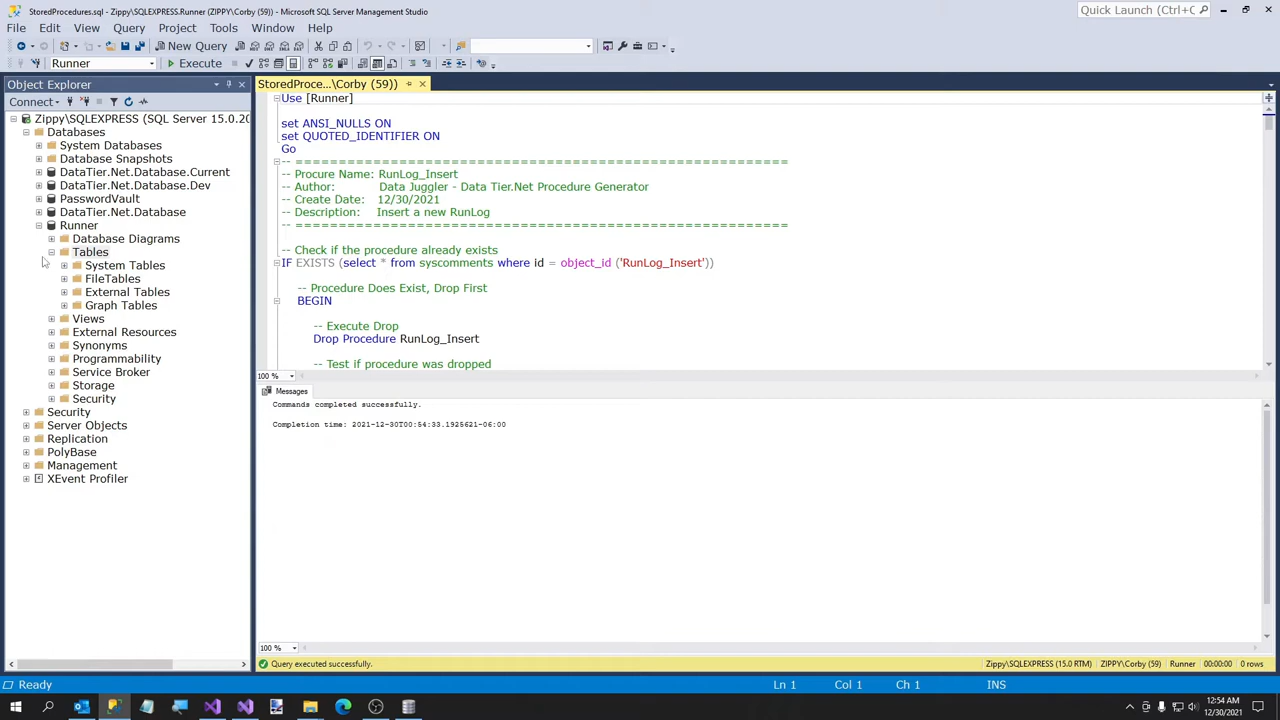 StoredProcedures.sql - Zippy\SQLEXPRESS.Runner (ZIPPY\Corby (59)) - Microsoft SQL Server Management Studio
Quick Launch (Ctrl+Q
File Edit View Query Project Tools Window Help
New Query
Runner
Execute
Object Explorer
StoredProce...\Corby (59))
Connect
Zippy\SQLEXPRESS (SQL Server 15.0.20
Databases
System Databases
Database Snapshots
DataTier.Net.Database.Current
DataTier.Net.Database.Dev
PasswordVault
DataTier.Net.Database
Runner
Database Diagrams
Tables
System Tables
FileTables
External Tables
Graph Tables
Views
External Resources
Synonyms
Programmability
Service Broker
Storage
Security
Security
Server Objects
Replication
PolyBase
Management
XEvent Profiler
Use [Runner]
set ANSI_NULLS ON
set QUOTED_IDENTIFIER ON
Go
-- =========================================================
-- Procure Name: RunLog_Insert
-- Author: Data Juggler - Data Tier.Net Procedure Generator
-- Create Date: 12/30/2021
-- Description: Insert a new RunLog
-- =========================================================
-- Check if the procedure already exists
IF EXISTS (select * from syscomments where id = object_id ('RunLog_Insert'))
-- Procedure Does Exist, Drop First
BEGIN
-- Execute Drop
Drop Procedure RunLog_Insert
-- Test if procedure was dropped
100 %
Messages
Commands completed successfully.
Completion time: 2021-12-30T00:54:33.1925621-06:00
100 %
Query executed successfully.
Zippy\SQLEXPRESS (15.0 RTM) ZIPPY\Corby (59) Runner 00:00:00 0 rows
Ready
Ln 1 Col 1 Ch 1 INS
12:54 AM
12/30/2021